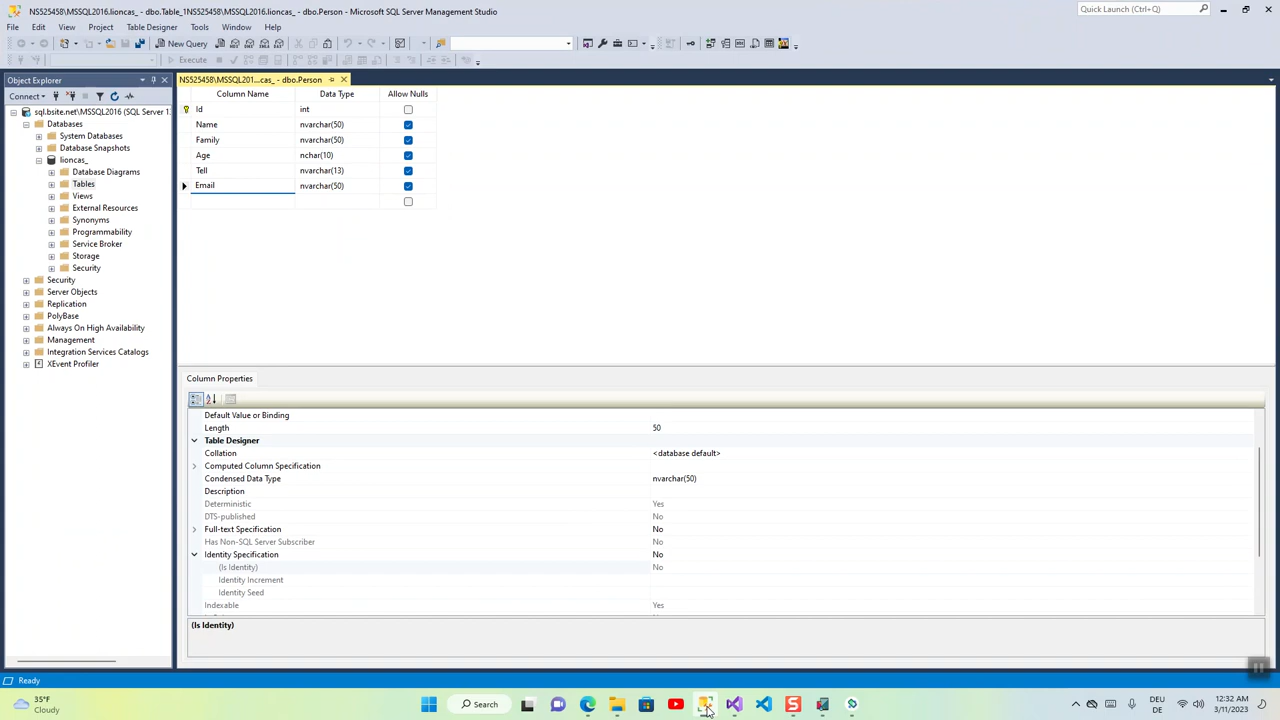 NS525458\MSSQL2016.lioncas_ - dbo.Table_1NS525458\MSSQL2016.lioncas_ - dbo.Person - Microsoft SQL Server Management Studio
Quick Launch (Ctrl+Q)
File Edit View Project Table Designer Tools Window Help
New Query
Execute
Object Explorer
NS525458\MSSQL201...cas_ - dbo.Person
Connect
Column Name Data Type Allow Nulls
sql.bsite.net\MSSQL2016 (SQL Server 1
Databases
System Databases
Database Snapshots
lioncas_
Database Diagrams
Tables
Views
External Resources
Synonyms
Programmability
Service Broker
Storage
Security
Security
Server Objects
Replication
PolyBase
Always On High Availability
Management
Integration Services Catalogs
XEvent Profiler
Id int
Name nvarchar(50)
Family nvarchar(50)
Age nchar(10)
Tell nvarchar(13)
Email nvarchar(50)
Column Properties
Default Value or Binding
Length 50
Table Designer
Collation <database default>
Computed Column Specification
Condensed Data Type nvarchar(50)
Description
Deterministic Yes
DTS-published No
Full-text Specification No
Has Non-SQL Server Subscriber No
Identity Specification No
(Is Identity) No
Identity Increment
Identity Seed
Indexable Yes
(Is Identity)
Ready
35°F
Cloudy
Search
DEU
DE
12:32 AM
3/11/2023